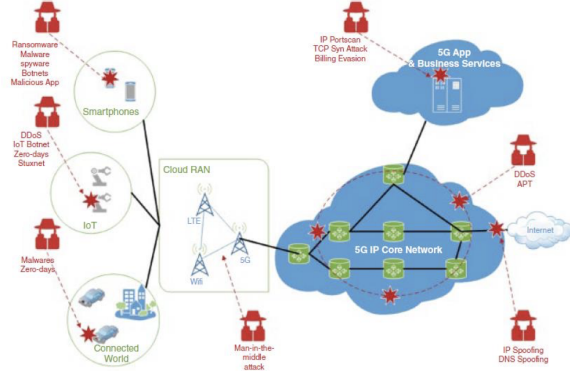 Ransomware
Malware
spyware
Botnets
Malicious App
Smartphones
IP Portscan
TCP Syn Attack
Billing Evasion
5G App
& Business Services
DDoS
IoT Botnet
Zero-days
Stuxnet
IoT
Cloud RAN
LTE
5G
Wifi
DDoS
APT
5G IP Core Network
Internet
Malwares
Zero-days
Connected
World
Man-in-the-
middle
attack
IP Spoofing
DNS Spoofing